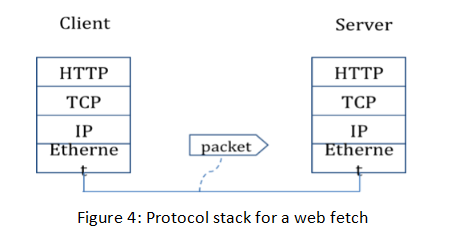 Client
Server
HTTP
HTTP
TCP
TCP
IP
IP
Etherne
t
packet
Etherne
t
Figure 4: Protocol stack for a web fetch